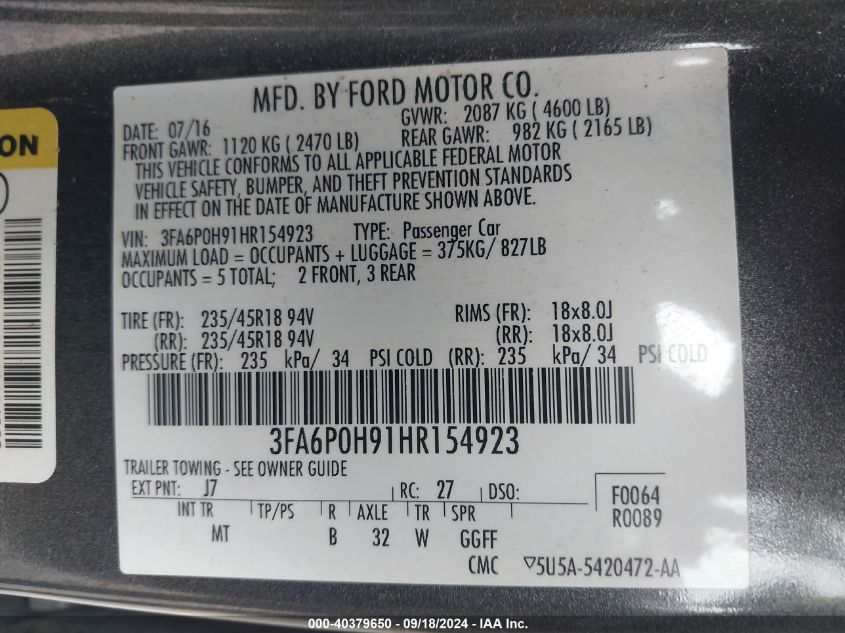 MFD. BY FORD MOTOR CO.
DATE: 07/16 GVWR: 2087 KG ( 4600 LB)
FRONT GAWR: 1120 KG ( 2470 LB) REAR GAWR: 982 KG ( 2165 LB)
THIS VEHICLE CONFORMS TO ALL APPLICABLE FEDERAL MOTOR
VEHICLE SAFETY, BUMPER, AND THEFT PREVENTION STANDARDS
IN EFFECT ON THE DATE OF MANUFACTURE SHOWN ABOVE.
VIN: 3FA6P0H91HR154923 TYPE: Passenger Car
MAXIMUM LOAD = OCCUPANTS + LUGGAGE = 375KG/ 827LB
OCCUPANTS = 5 TOTAL; 2 FRONT, 3 REAR
TIRE (FR): 235/45R18 94V RIMS (FR): 18x8.0J
(RR): 235/45R18 94V (RR): 18x8.0J
PRESSURE (FR): 235 kPa/ 34 PSI COLD (RR): 235 kPa/ 34 PSI COLD
3FA6P0H91HR154923
TRAILER TOWING - SEE OWNER GUIDE
EXT PNT: J7 RC: 27 DSO: F0064
INT TR TP/PS R AXLE TR SPR R0089
MT B 32 W GGFF
CMC ▽5U5A-5420472-AA
ON
000-40379650 - 09/18/2024 - IAA Inc.